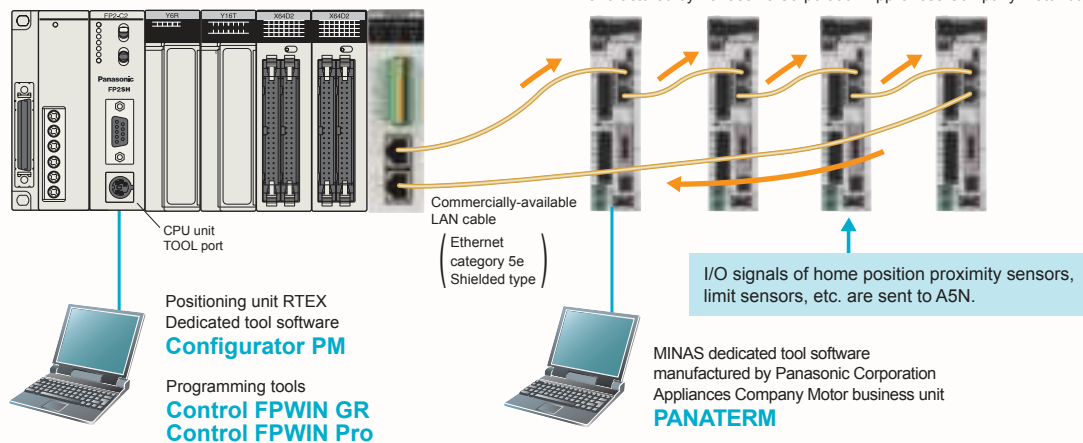 FP2-C2
Y6R
Y16T
X64D2
X64D2
Panasonic
FP2SH
CPU unit
TOOL port
Commercially-available
LAN cable
Ethernet
category 5e
Shielded type
I/O signals of home position proximity sensors,
limit sensors, etc. are sent to A5N.
Positioning unit RTEX
Dedicated tool software
Configurator PM
Programming tools
Control FPWIN GR
Control FPWIN Pro
MINAS dedicated tool software
manufactured by Panasonic Corporation
Appliances Company Motor business unit
PANATERM